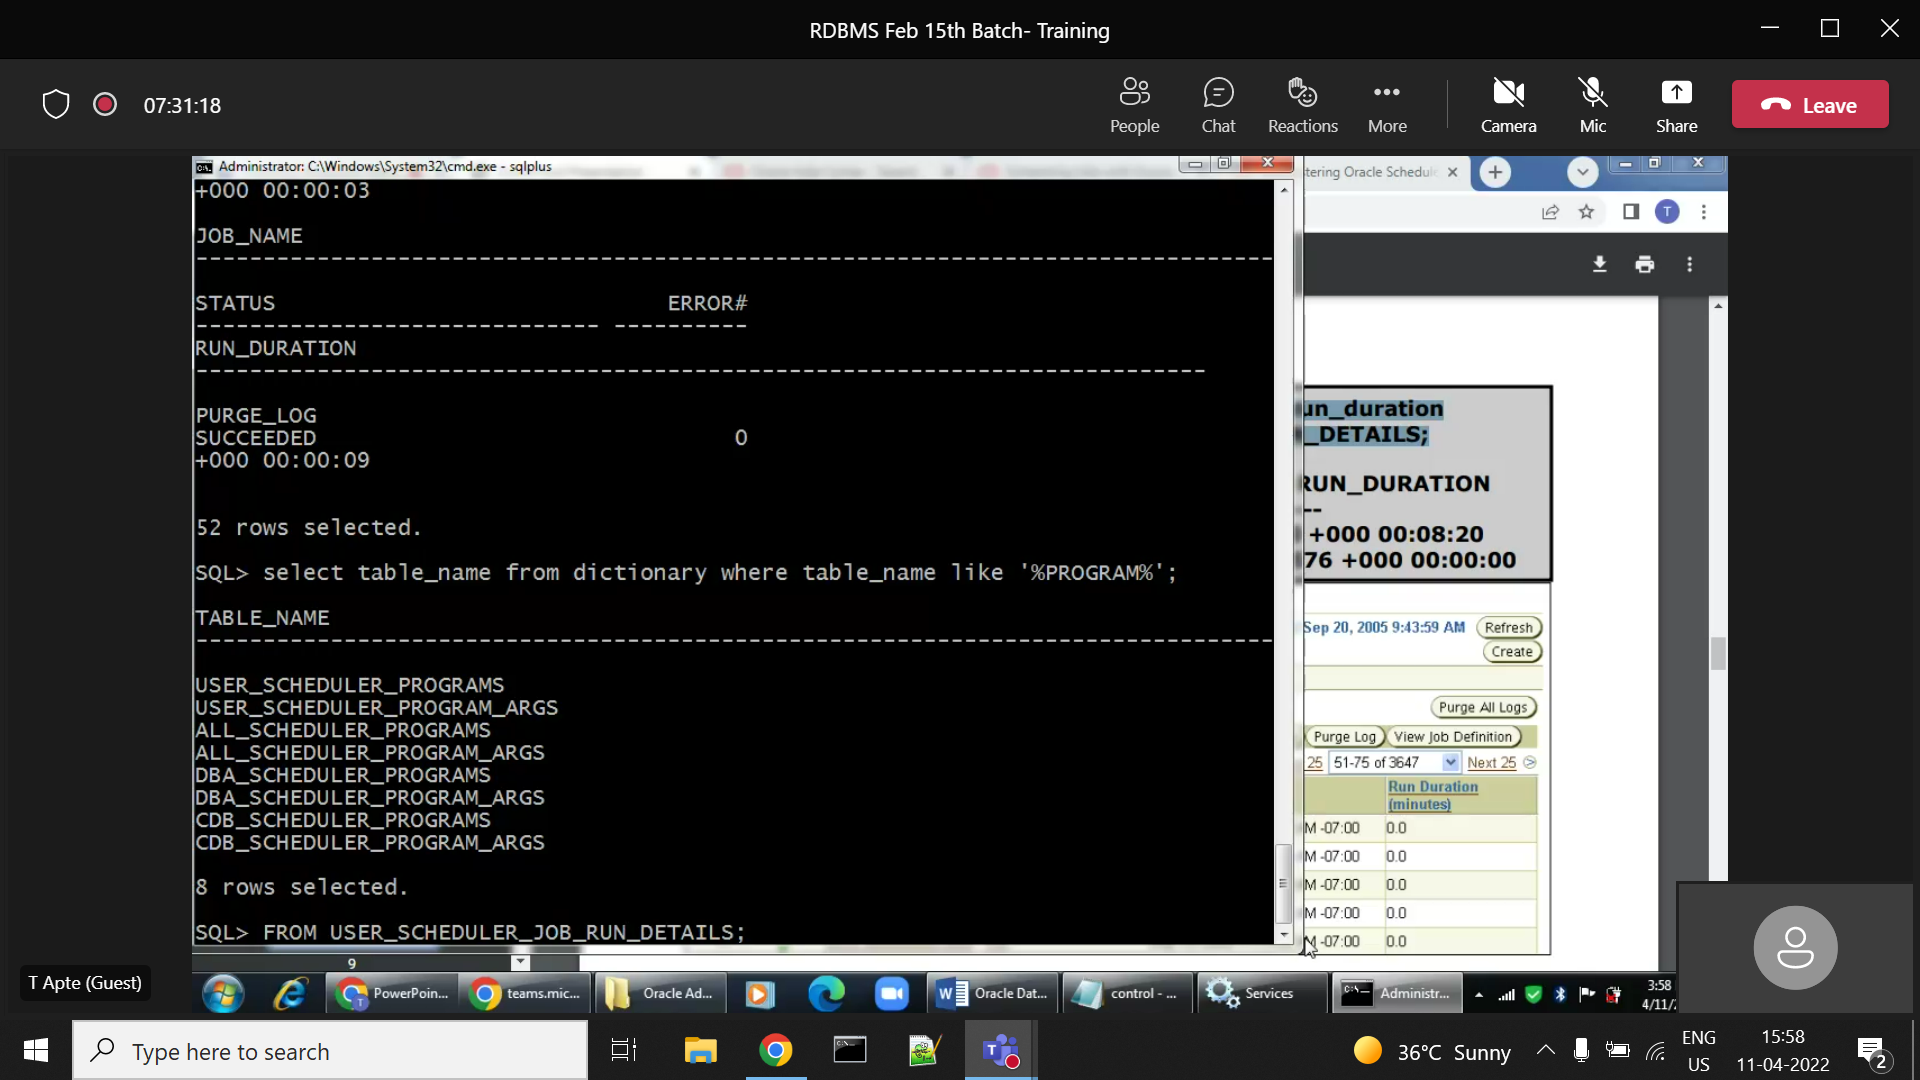 RDBMS Feb 15th Batch- Training
07:31:18
People
Chat
Reactions
More
Camera
Mic
Share
Leave
Administrator: C:\Windows\System32\cmd.exe - sqlplus
+000 00:00:03
JOB_NAME
--------------------------------------------------------------------------------
STATUS ERROR#
------------------------------ ----------
RUN_DURATION
---------------------------------------------------------------------------
PURGE_LOG
SUCCEEDED 0
+000 00:00:09
52 rows selected.
SQL> select table_name from dictionary where table_name like '%PROGRAM%';
TABLE_NAME
--------------------------------------------------------------------------------
USER_SCHEDULER_PROGRAMS
USER_SCHEDULER_PROGRAM_ARGS
ALL_SCHEDULER_PROGRAMS
ALL_SCHEDULER_PROGRAM_ARGS
DBA_SCHEDULER_PROGRAMS
DBA_SCHEDULER_PROGRAM_ARGS
CDB_SCHEDULER_PROGRAMS
CDB_SCHEDULER_PROGRAM_ARGS
8 rows selected.
SQL> FROM USER_SCHEDULER_JOB_RUN_DETAILS;
stering Oracle Schedul
T
un_duration
_DETAILS;
RUN_DURATION
--
+000 00:08:20
76 +000 00:00:00
Sep 20, 2005 9:43:59 AM Refresh
Create
Purge All Logs
Purge Log View Job Definition
25 51-75 of 3647 Next 25
Run Duration
(minutes)
M -07:00 0.0
M -07:00 0.0
M -07:00 0.0
M -07:00 0.0
M -07:00 0.0
9
T Apte (Guest)
PowerPoin...
teams.mic...
Oracle Ad...
Oracle Dat...
control - ...
Services
Administr...
3:58
4/11/
Type here to search
36°C Sunny
ENG
US
15:58
11-04-2022
2